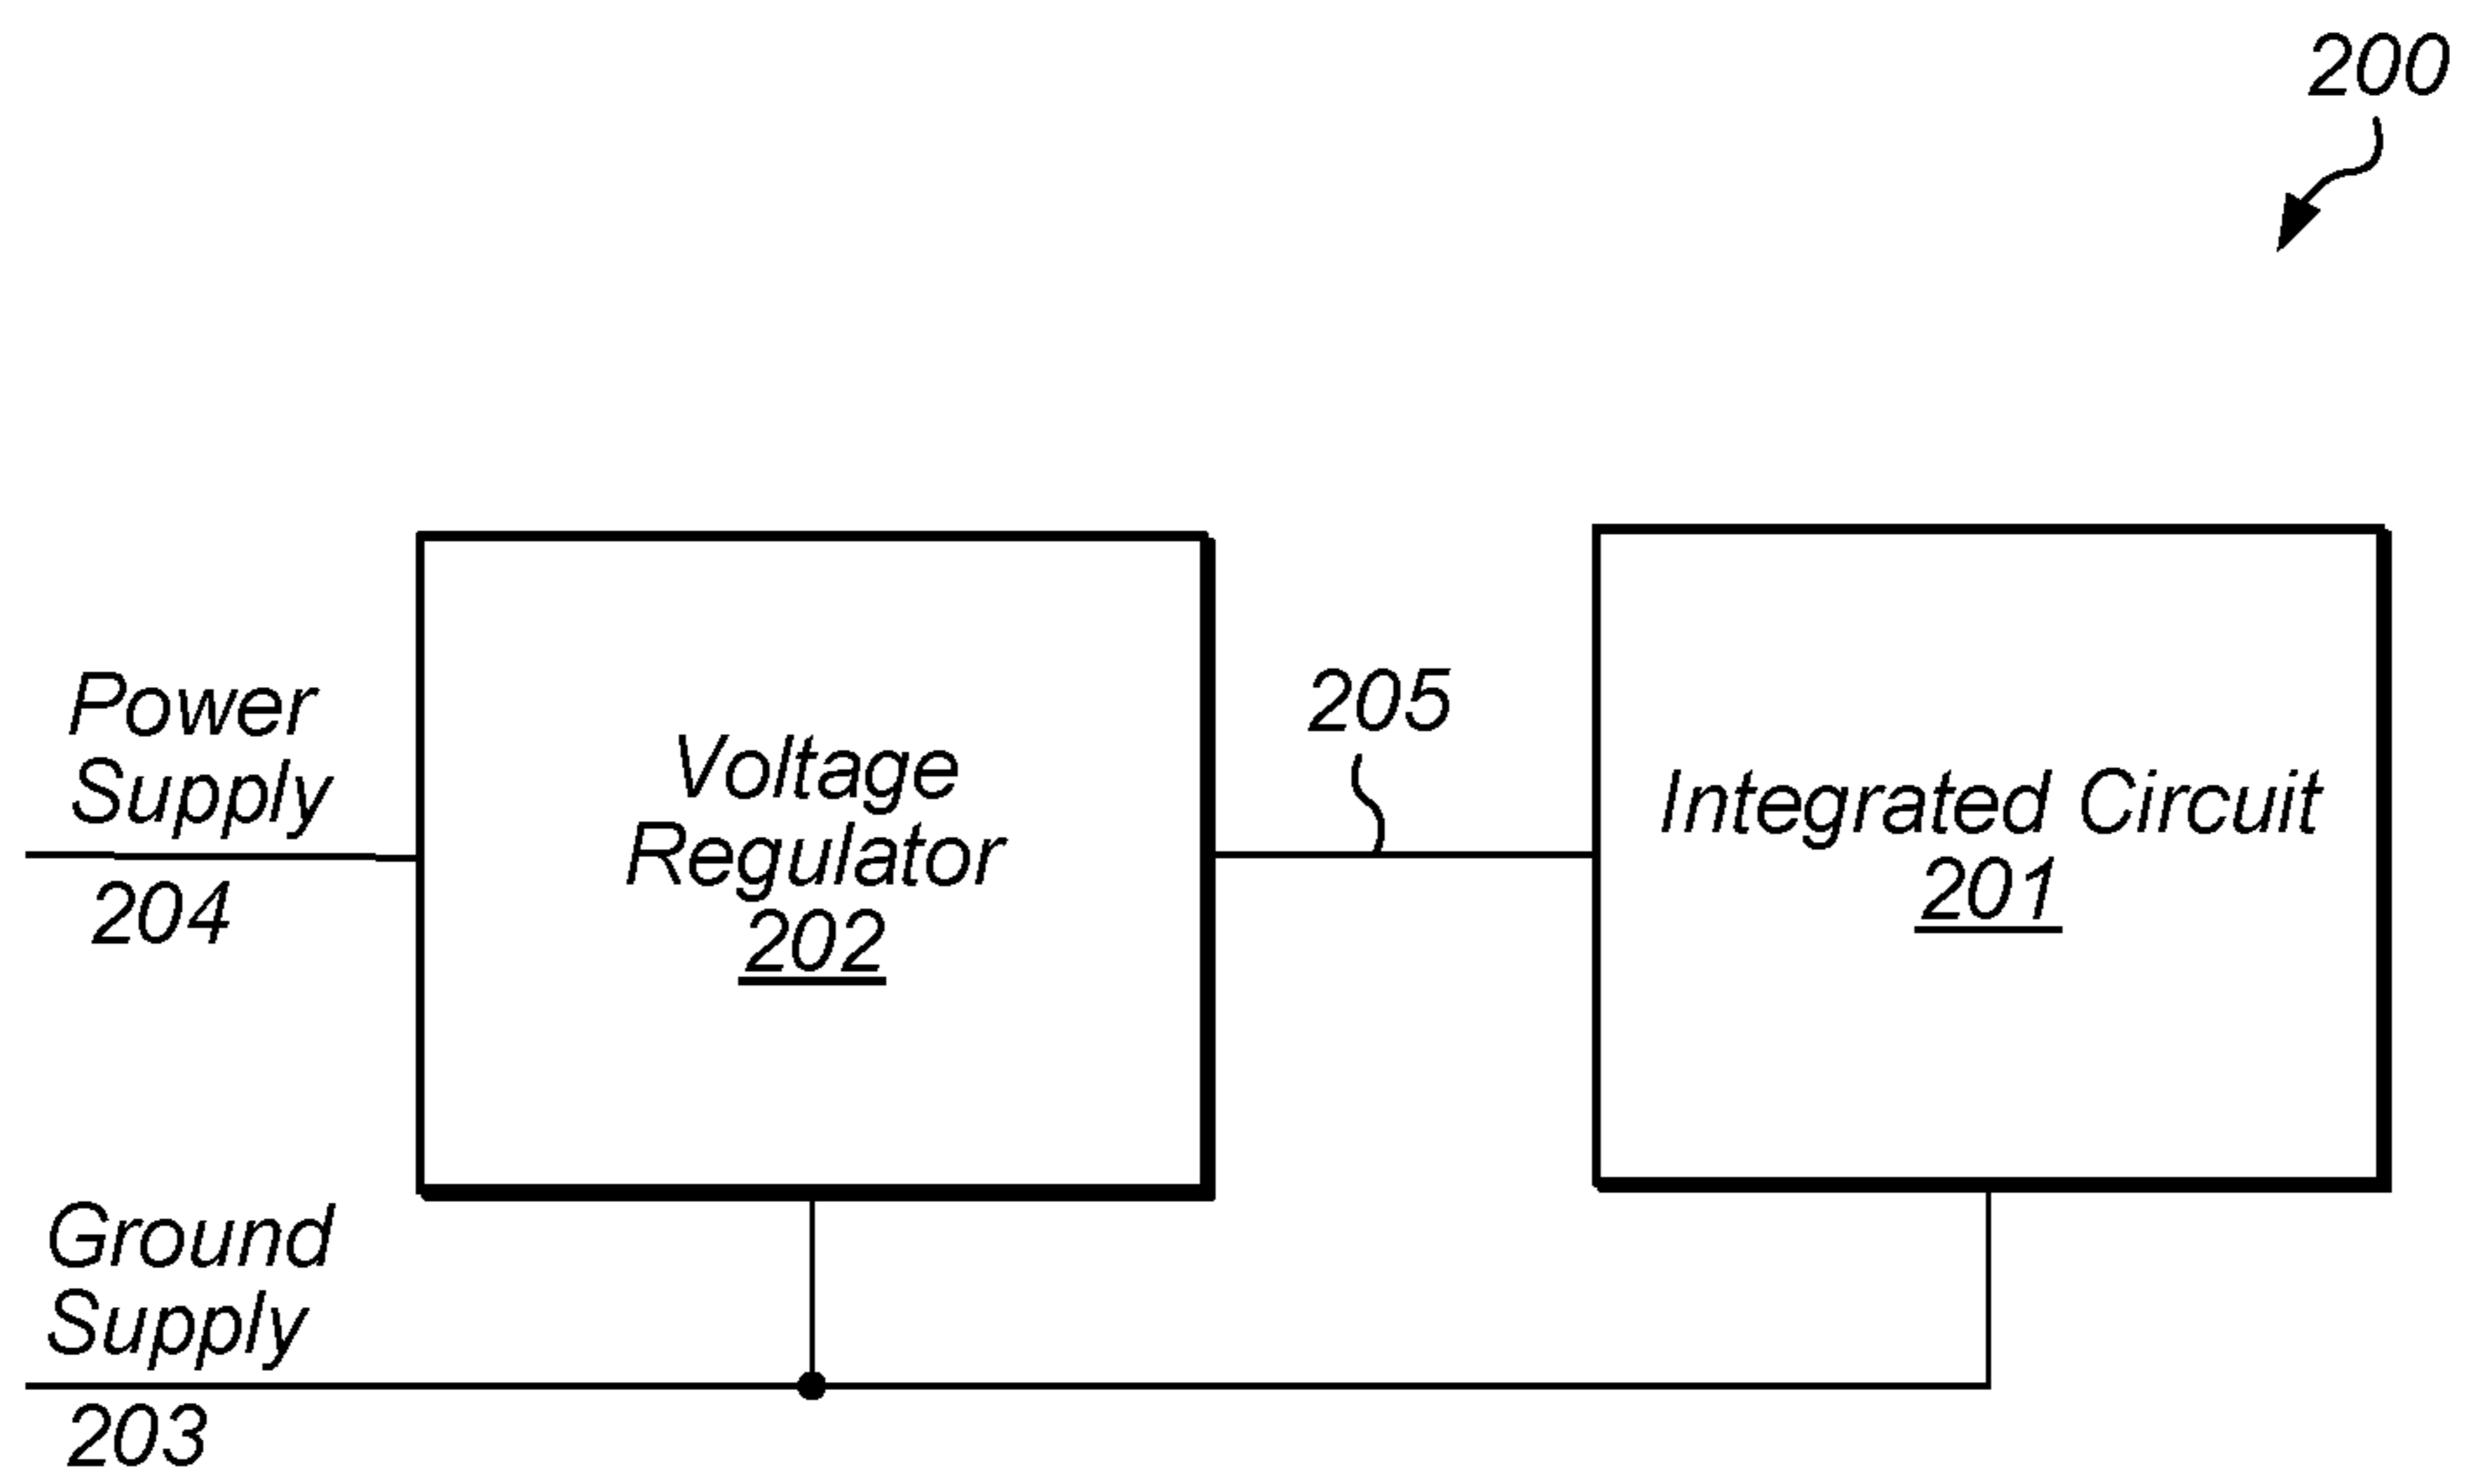 200
Power
Supply
204
Voltage
Regulator
202
205
Integrated Circuit
201
Ground
Supply
203